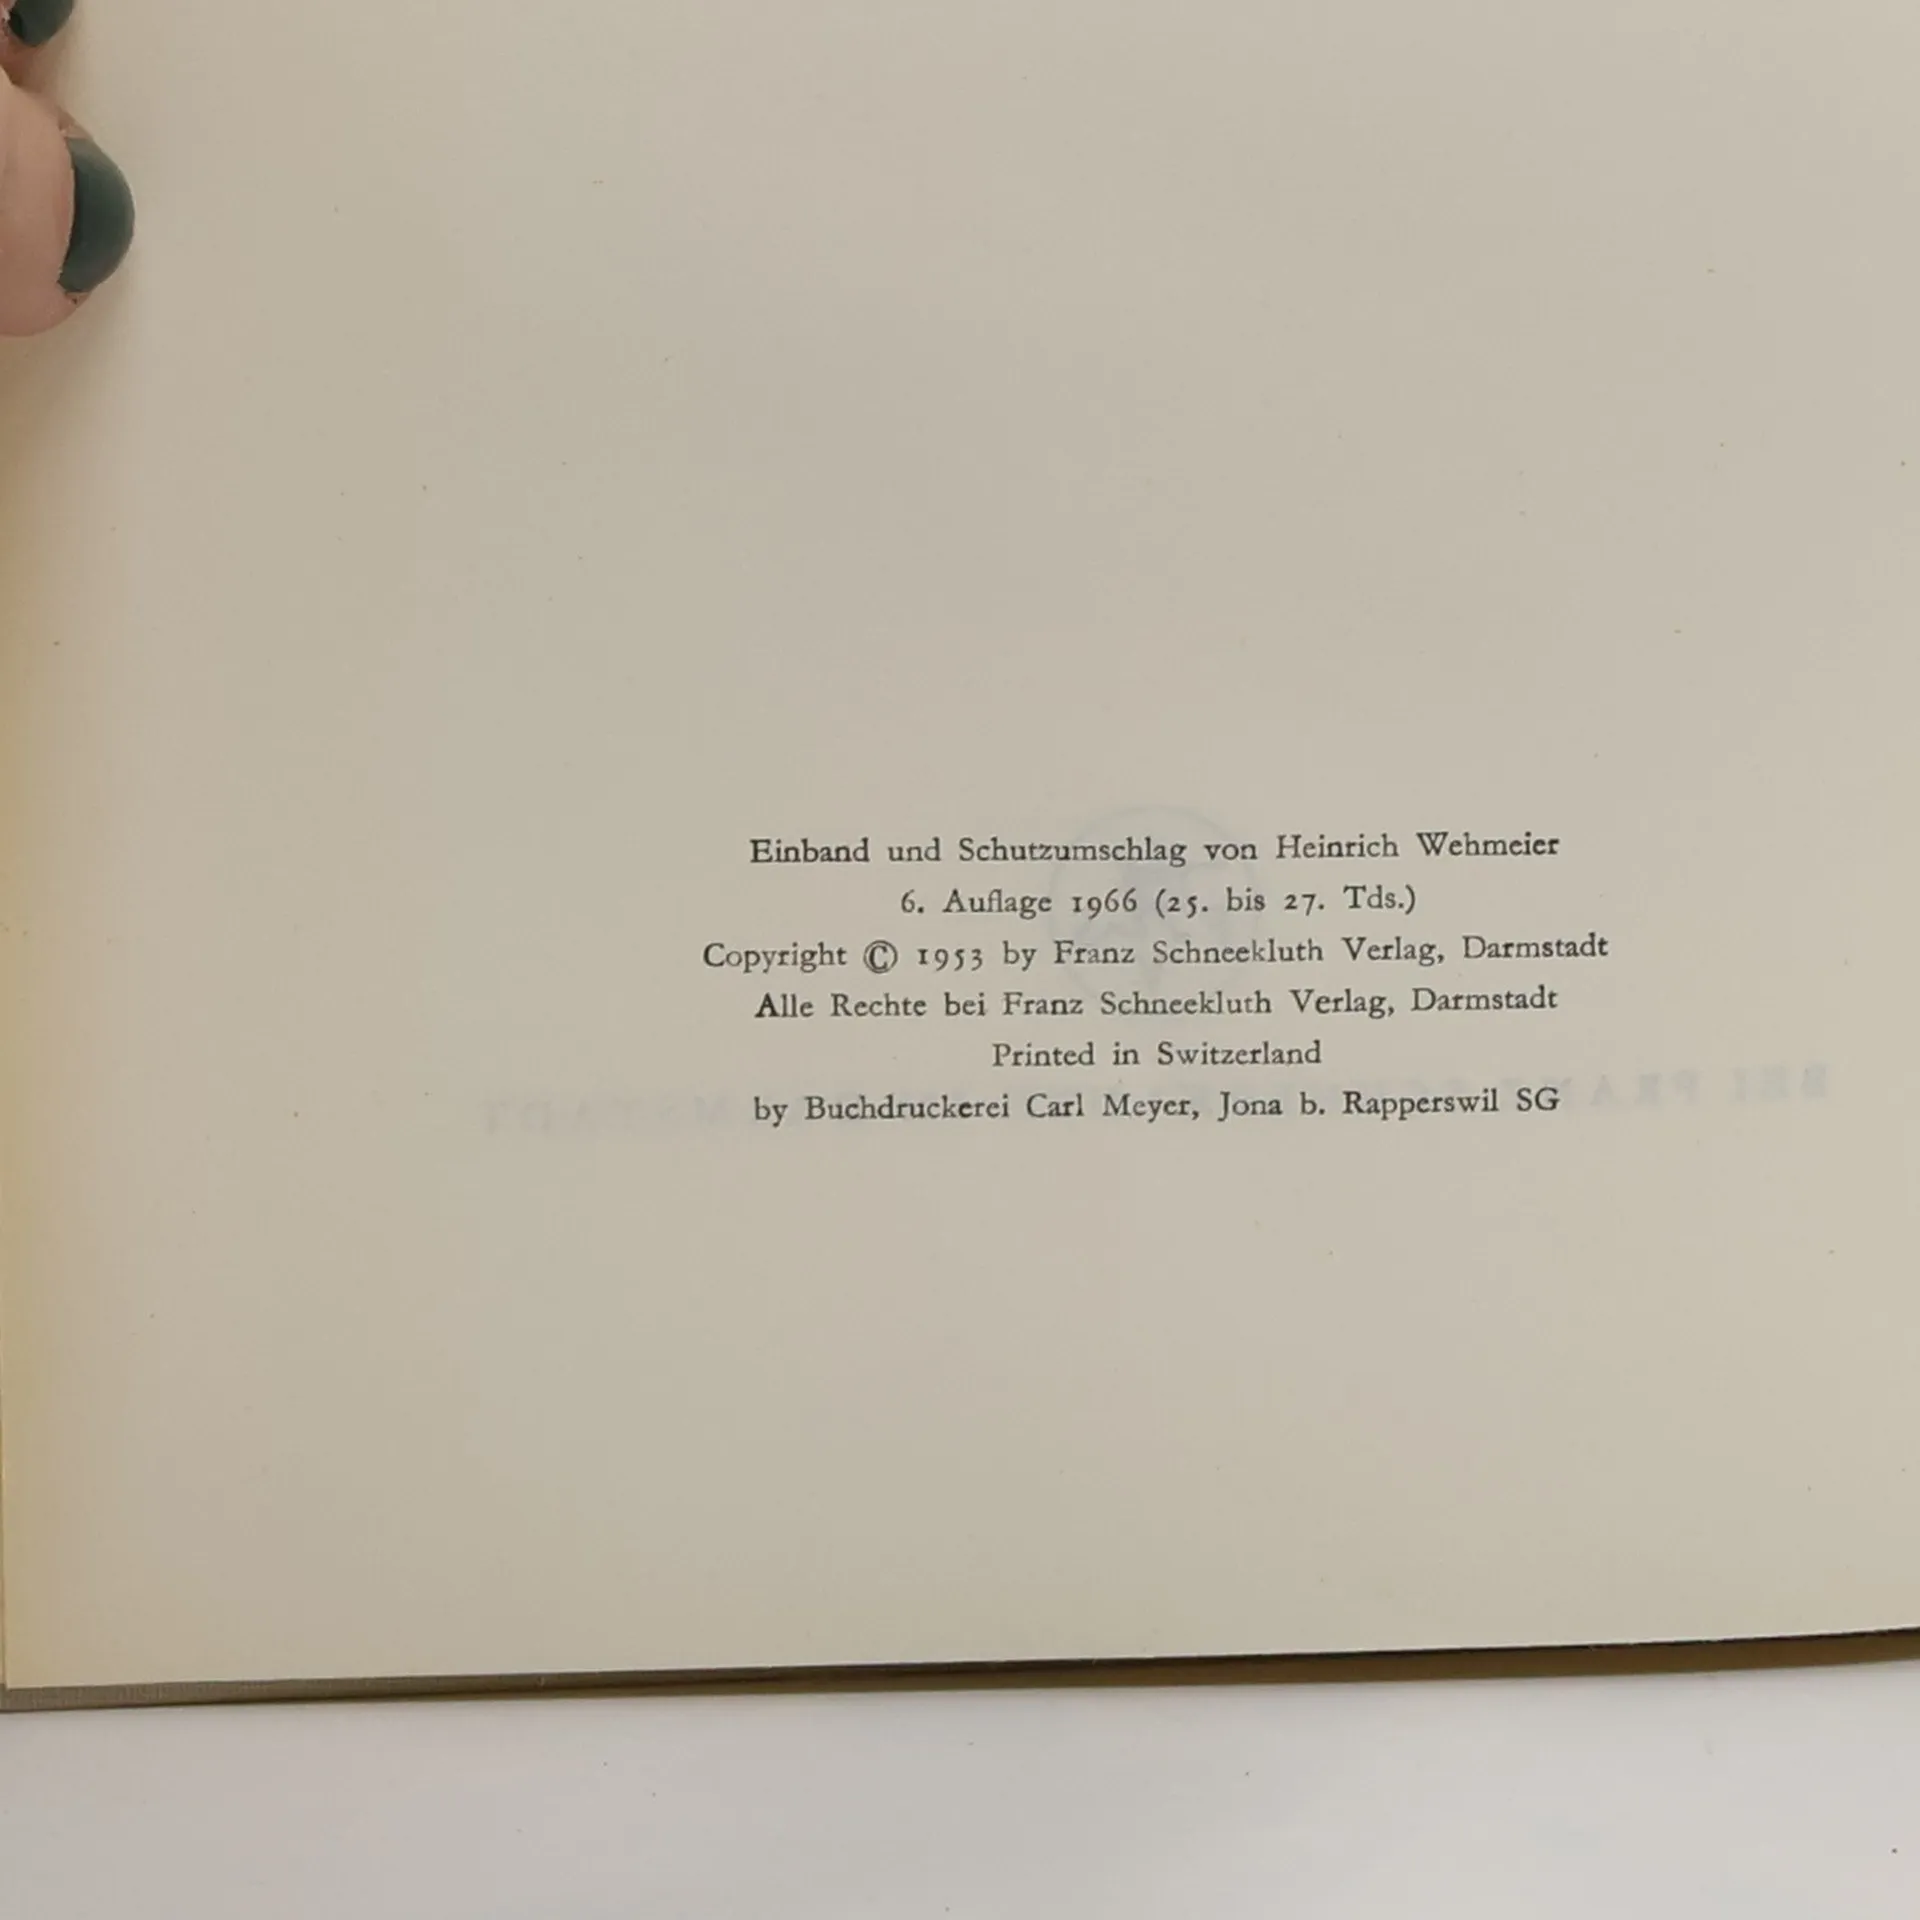 Einband und Schutzumschlag von Heinrich Wehmeier
6. Auflage 1966 (25. bis 27. Tds.)
Copyright © 1953 by Franz Schneekluth Verlag, Darmstadt
Alle Rechte bei Franz Schneekluth Verlag, Darmstadt
Printed in Switzerland
by Buchdruckerei Carl Meyer, Jona b. Rapperswil SG